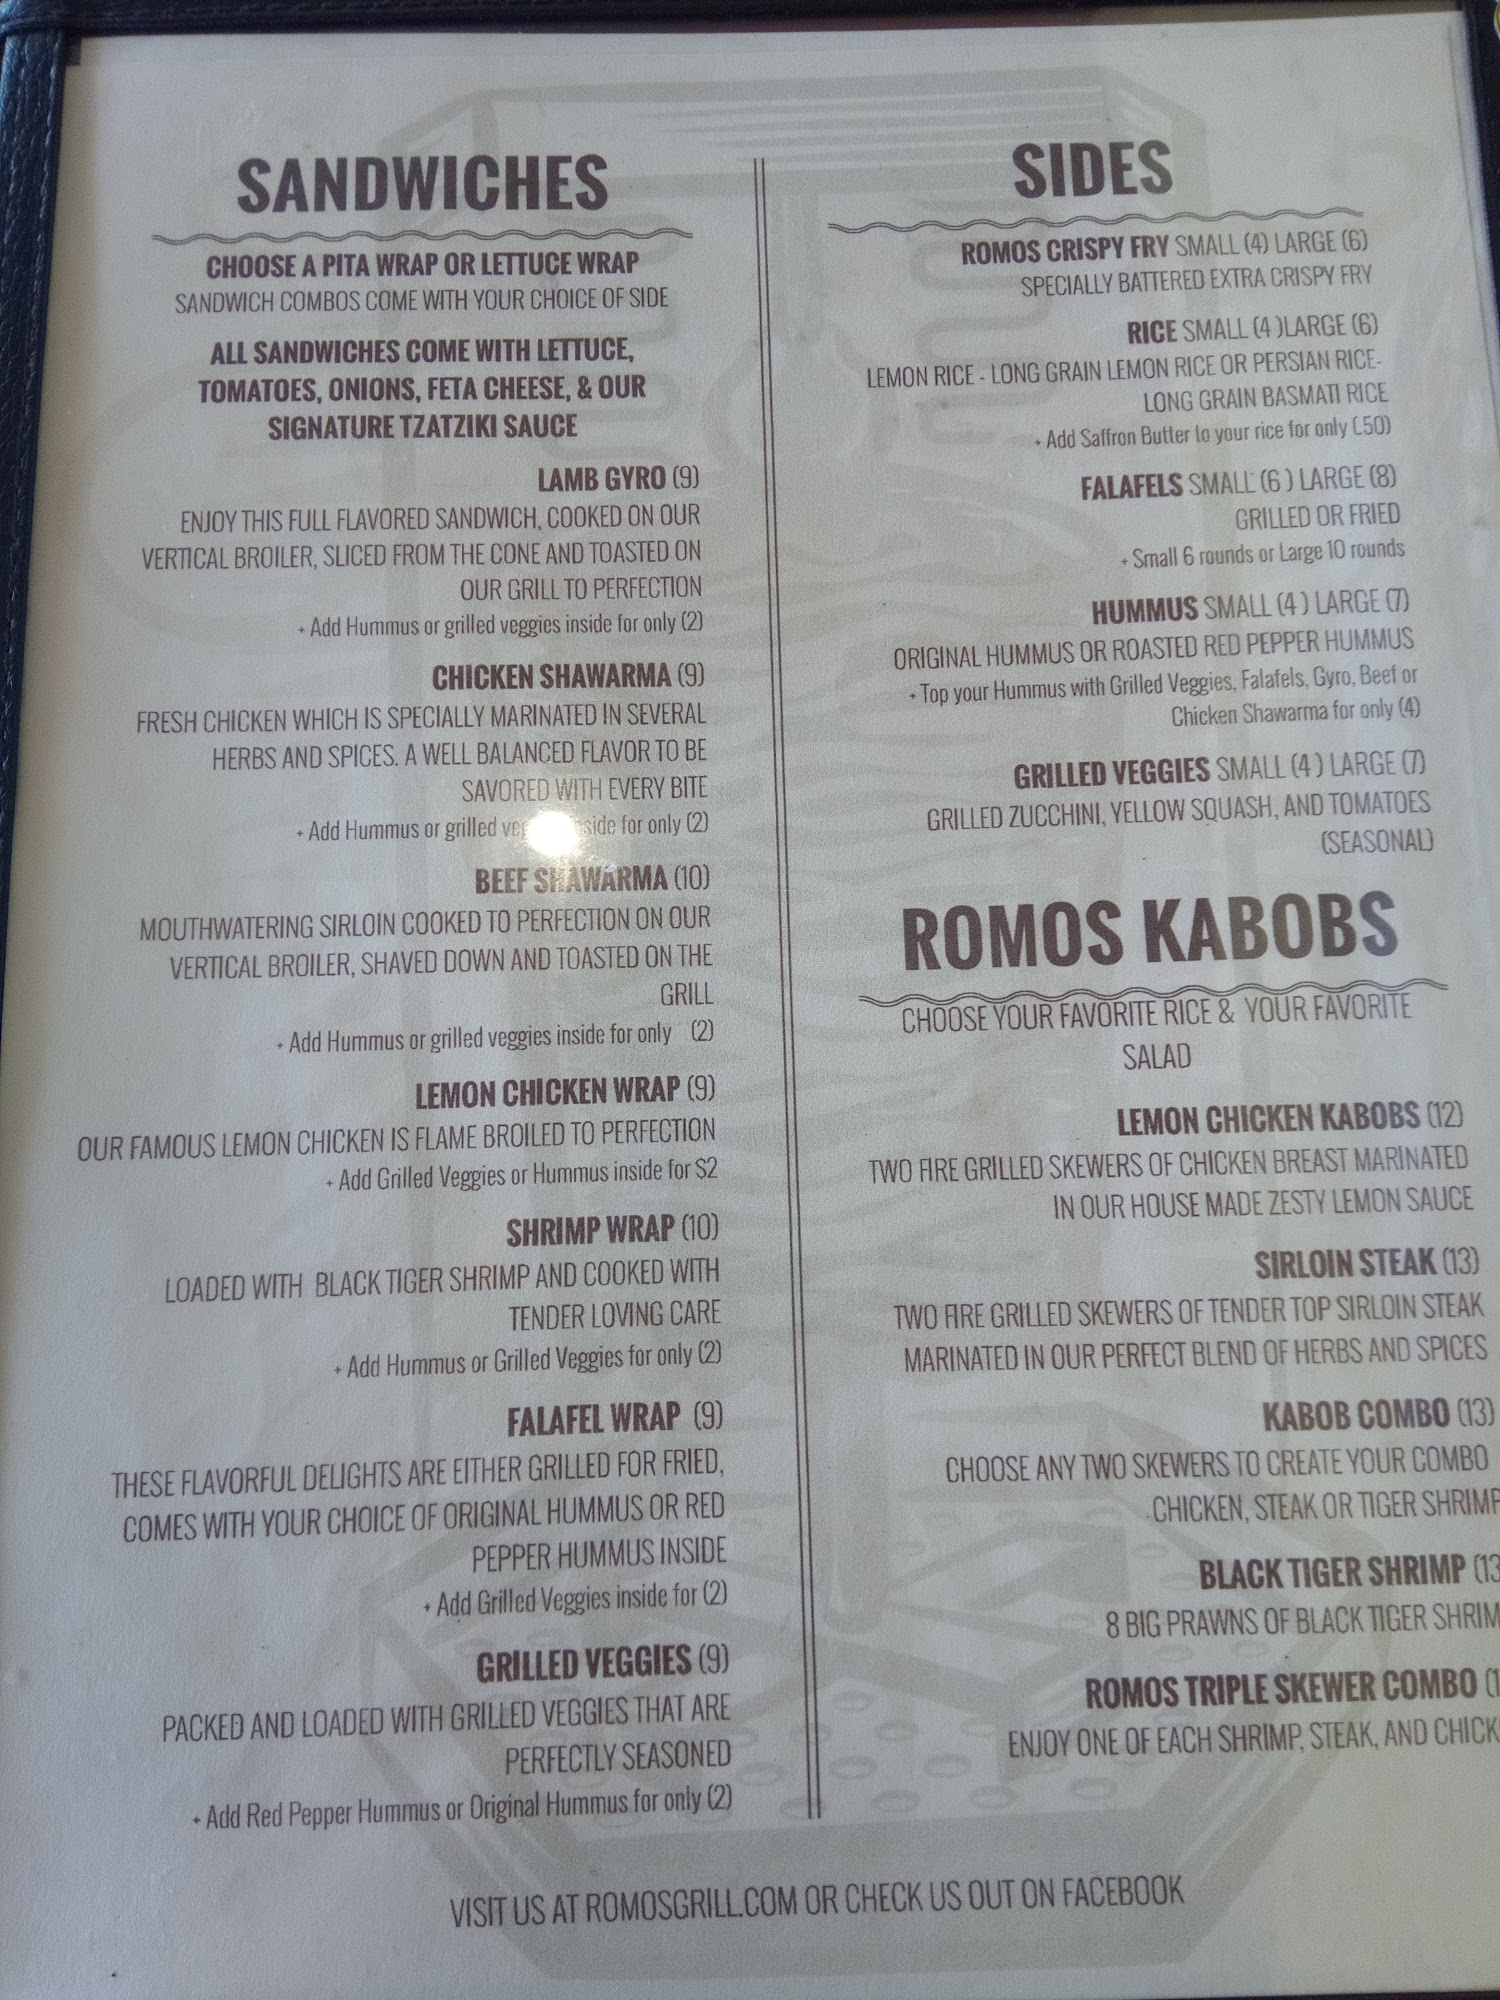 SANDWICHES
CHOOSE A PITA WRAP OR LETTUCE WRAP
SANDWICH COMBOS COME WITH YOUR CHOICE OF SIDE
ALL SANDWICHES COME WITH LETTUCE,
TOMATOES, ONIONS, FETA CHEESE, & OUR
SIGNATURE TZATZIKI SAUCE
LAMB GYRO (9)
ENJOY THIS FULL FLAVORED SANDWICH, COOKED ON OUR
VERTICAL BROILER, SLICED FROM THE CONE AND TOASTED ON
OUR GRILL TO PERFECTION
+ Add Hummus or grilled veggies inside for only (2)
CHICKEN SHAWARMA (9)
FRESH CHICKEN WHICH IS SPECIALLY MARINATED IN SEVERAL
HERBS AND SPICES. A WELL BALANCED FLAVOR TO BE
SAVORED WITH EVERY BITE
+ Add Hummus or grilled side for only (2)
BEEF SHAWARMA (10)
MOUTHWATERING SIRLOIN COOKED TO PERFECTION ON OUR
VERTICAL BROILER, SHAVED DOWN AND TOASTED ON THE
GRILL
+ Add Hummus or grilled veggies inside for only (2)
LEMON CHICKEN WRAP (9)
OUR FAMOUS LEMON CHICKEN IS FLAME BROILED TO PERFECTION
+ Add Grilled Veggies or Hummus inside for $2
SHRIMP WRAP (10)
LOADED WITH BLACK TIGER SHRIMP AND COOKED WITH
TENDER LOVING CARE
+ Add Hummus or Grilled Veggies for only (2)
FALAFEL WRAP (9)
THESE FLAVORFUL DELIGHTS ARE EITHER GRILLED FOR FRIED,
COMES WITH YOUR CHOICE OF ORIGINAL HUMMUS OR RED
PEPPER HUMMUS INSIDE
+ Add Grilled Veggies inside for (2)
GRILLED VEGGIES (9)
PACKED AND LOADED WITH GRILLED VEGGIES THAT ARE
PERFECTLY SEASONED
+ Add Red Pepper Hummus or Original Hummus for only (2)
SIDES
ROMOS CRISPY FRY SMALL (4) LARGE (6)
SPECIALLY BATTERED EXTRA CRISPY FRY
RICE SMALL (4 )LARGE (6)
LEMON RICE - LONG GRAIN LEMON RICE OR PERSIAN RICE-
LONG GRAIN BASMATI RICE
+ Add Saffron Butter to your rice for only (.50)
FALAFELS SMALL (6 ) LARGE (8)
GRILLED OR FRIED
+ Small 6 rounds or Large 10 rounds
HUMMUS SMALL (4 ) LARGE (7)
ORIGINAL HUMMUS OR ROASTED RED PEPPER HUMMUS
+ Top your Hummus with Grilled Veggies, Falafels, Gyro, Beef or
Chicken Shawarma for only (4)
GRILLED VEGGIES SMALL (4 ) LARGE (7)
GRILLED ZUCCHINI, YELLOW SQUASH, AND TOMATOES
(SEASONAL)
ROMOS KABOBS
CHOOSE YOUR FAVORITE RICE & YOUR FAVORITE
SALAD
LEMON CHICKEN KABOBS (12)
TWO FIRE GRILLED SKEWERS OF CHICKEN BREAST MARINATED
IN OUR HOUSE MADE ZESTY LEMON SAUCE
SIRLOIN STEAK (13)
TWO FIRE GRILLED SKEWERS OF TENDER TOP SIRLOIN STEAK
MARINATED IN OUR PERFECT BLEND OF HERBS AND SPICES
KABOB COMBO (13)
CHOOSE ANY TWO SKEWERS TO CREATE YOUR COMBO
CHICKEN, STEAK OR TIGER SHRIMP
BLACK TIGER SHRIMP (13
8 BIG PRAWNS OF BLACK TIGER SHRIM
ROMOS TRIPLE SKEWER COMBO (1
ENJOY ONE OF EACH SHRIMP, STEAK, AND CHICK
VISIT US AT ROMOSGRILL.COM OR CHECK US OUT ON FACEBOOK